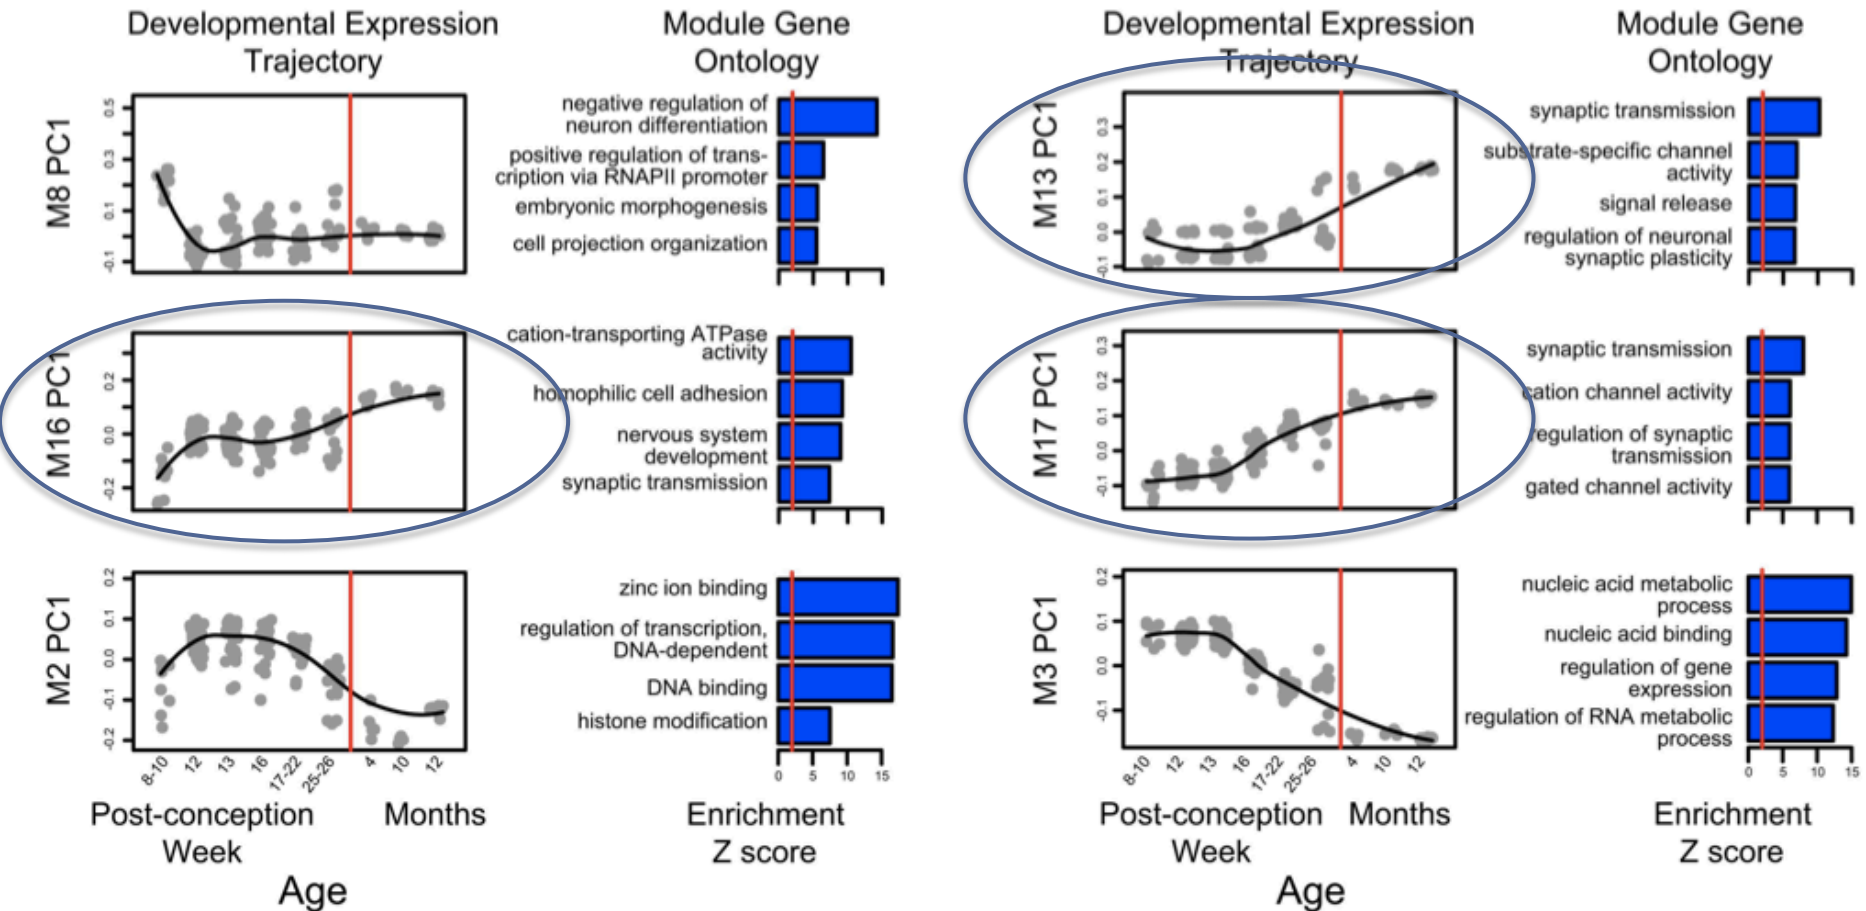 Developmental Expression
Trajectory
Module Gene
Ontology
M8 PC1
0.5
0.3
0.1
-0.1
negative regulation of
neuron differentiation
positive regulation of trans-
cription via RNAPII promoter
embryonic morphogenesis
cell projection organization
M16 PC1
0.2
0.0
-0.2
cation-transporting ATPase
activity
homophilic cell adhesion
nervous system
development
synaptic transmission
M2 PC1
0.2
0.1
0.0
-0.1
-0.2
8-10
12
13
16
17-22
25-26
4
10
12
Post-conception
Week
Months
Age
zinc ion binding
regulation of transcription,
DNA-dependent
DNA binding
histone modification
0
5
10
15
Enrichment
Z score
Developmental Expression
Trajectory
Module Gene
Ontology
M13 PC1
0.3
0.2
0.1
0.0
-0.1
synaptic transmission
substrate-specific channel
activity
signal release
regulation of neuronal
synaptic plasticity
M17 PC1
0.3
0.2
0.1
0.0
-0.1
synaptic transmission
cation channel activity
regulation of synaptic
transmission
gated channel activity
M3 PC1
0.2
0.1
0.0
-0.1
8-10
12
13
16
17-22
25-26
4
10
12
Post-conception
Week
Months
Age
nucleic acid metabolic
process
nucleic acid binding
regulation of gene
expression
regulation of RNA metabolic
process
0
5
10
15
Enrichment
Z score